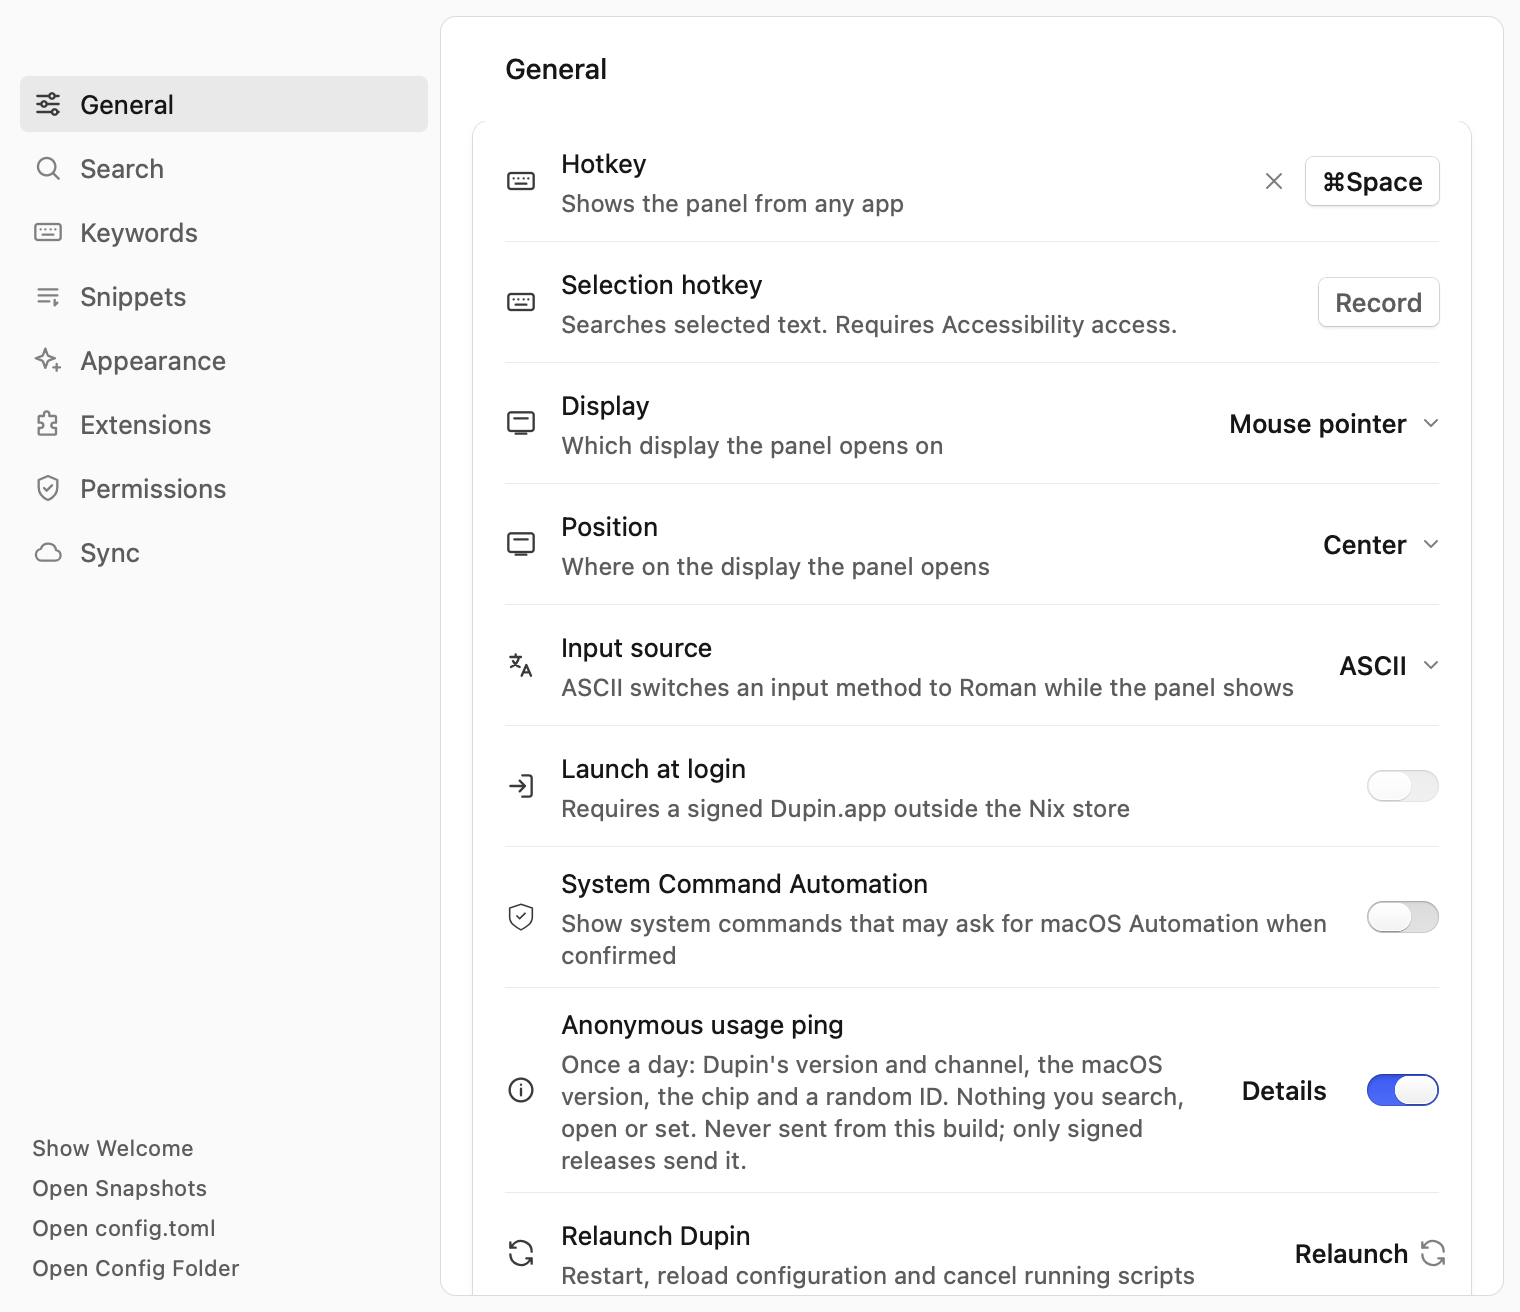 General
Search
Keywords
Snippets
Appearance
Extensions
Permissions
Sync
Show Welcome
Open Snapshots
Open config.toml
Open Config Folder
General
Hotkey
Shows the panel from any app
⌘Space
Selection hotkey
Searches selected text. Requires Accessibility access.
Record
Display
Which display the panel opens on
Mouse pointer
Position
Where on the display the panel opens
Center
Input source
ASCII switches an input method to Roman while the panel shows
ASCII
Launch at login
Requires a signed Dupin.app outside the Nix store
System Command Automation
Show system commands that may ask for macOS Automation when
confirmed
Anonymous usage ping
Once a day: Dupin's version and channel, the macOS
version, the chip and a random ID. Nothing you search,
open or set. Never sent from this build; only signed
releases send it.
Details
Relaunch Dupin
Restart, reload configuration and cancel running scripts
Relaunch